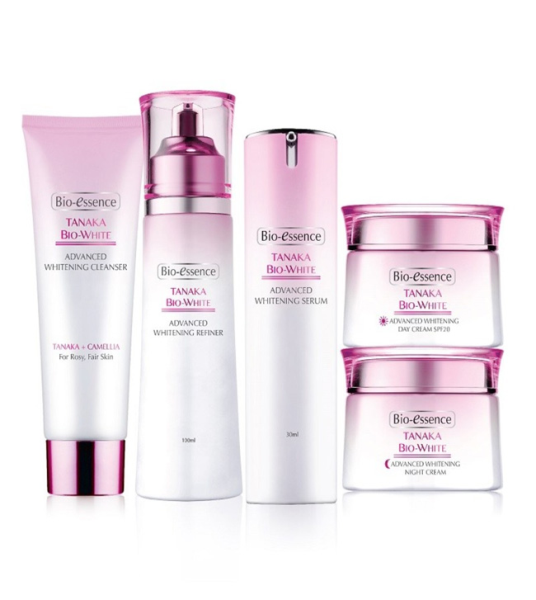 Bio-essence
TANAKA
BIO-WHITE
ADVANCED
WHITENING CLEANSER
TANAKA + CAMELLIA
For Rosy, Fair Skin
Bio-essence
TANAKA
BIO-WHITE
ADVANCED
WHITENING REFINER
100ml
Bio-essence
TANAKA
BIO-WHITE
ADVANCED
WHITENING SERUM
30ml
Bio-essence
TANAKA
BIO-WHITE
ADVANCED WHITENING
DAY CREAM SPF20
Bio-essence
TANAKA
BIO-WHITE
ADVANCED WHITENING
NIGHT CREAM